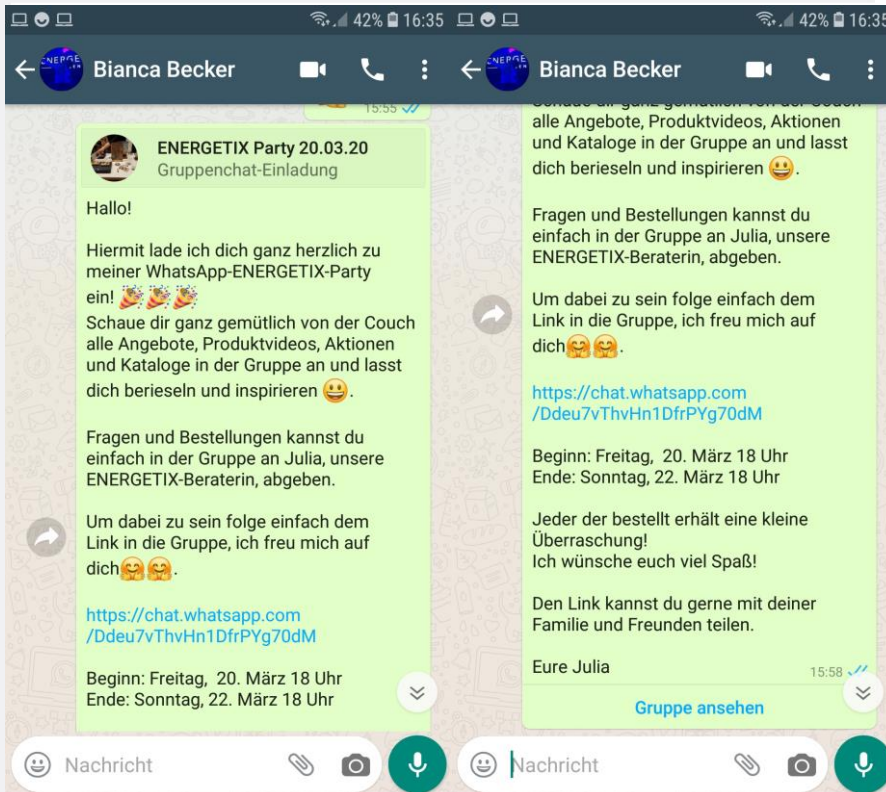 42% 16:35
Bianca Becker
15:55
ENERGETIX Party 20.03.20
Gruppenchat-Einladung
Hallo!
Hiermit lade ich dich ganz herzlich zu
meiner WhatsApp-ENERGETIX-Party
ein! 🎉🎉🎉
Schaue dir ganz gemütlich von der Couch
alle Angebote, Produktvideos, Aktionen
und Kataloge in der Gruppe an und lasst
dich berieseln und inspirieren 😃.
Fragen und Bestellungen kannst du
einfach in der Gruppe an Julia, unsere
ENERGETIX-Beraterin, abgeben.
Um dabei zu sein folge einfach dem
Link in die Gruppe, ich freu mich auf
dich🤗🤗.
https://chat.whatsapp.com
/Ddeu7vThvHn1DfrPYg70dM
Beginn: Freitag, 20. März 18 Uhr
Ende: Sonntag, 22. März 18 Uhr
Nachricht
42% 16:35
Bianca Becker
Schaue dir ganz gemütlich von der Couch
alle Angebote, Produktvideos, Aktionen
und Kataloge in der Gruppe an und lasst
dich berieseln und inspirieren 😃.
Fragen und Bestellungen kannst du
einfach in der Gruppe an Julia, unsere
ENERGETIX-Beraterin, abgeben.
Um dabei zu sein folge einfach dem
Link in die Gruppe, ich freu mich auf
dich🤗🤗.
https://chat.whatsapp.com
/Ddeu7vThvHn1DfrPYg70dM
Beginn: Freitag, 20. März 18 Uhr
Ende: Sonntag, 22. März 18 Uhr
Jeder der bestellt erhält eine kleine
Überraschung!
Ich wünsche euch viel Spaß!
Den Link kannst du gerne mit deiner
Familie und Freunden teilen.
Eure Julia
15:58
Gruppe ansehen
Nachricht